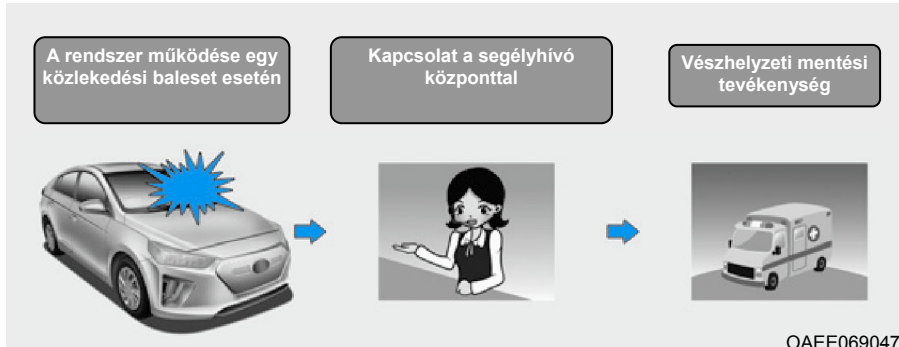 A rendszer működése egy
közlekedési baleset esetén
Kapcsolat a segélyhívó
központtal
Vészhelyzeti mentési
tevékenység
OAEE069047